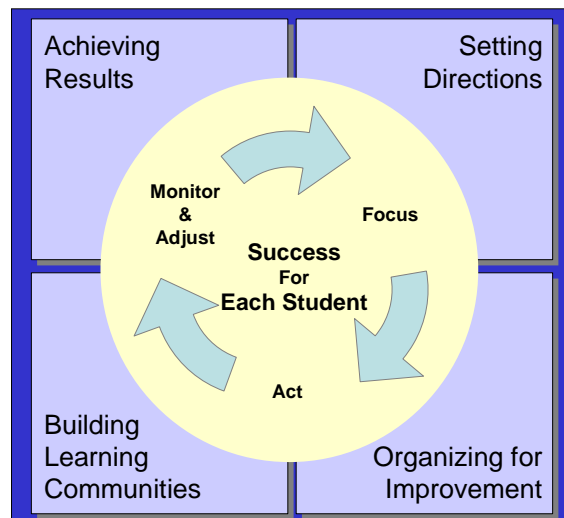 Achieving
Results
Setting
Directions
Monitor
&
Adjust
Focus
Success
For
Each Student
Act
Building
Learning
Communities
Organizing for
Improvement